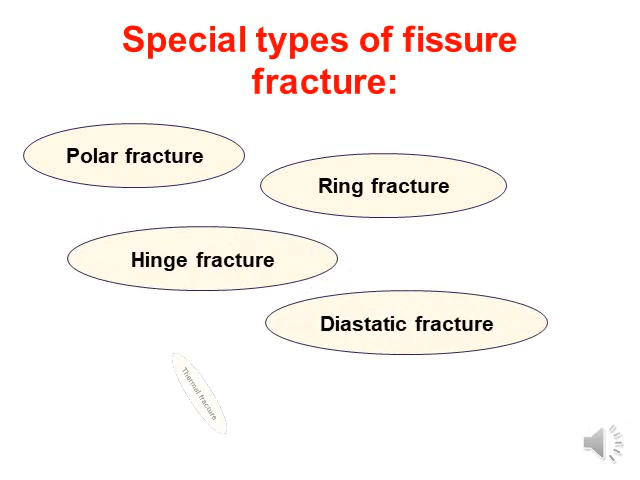 Special types of fissure
fracture:
Polar fracture
Ring fracture
Hinge fracture
Diastatic fracture
Thermal fracture